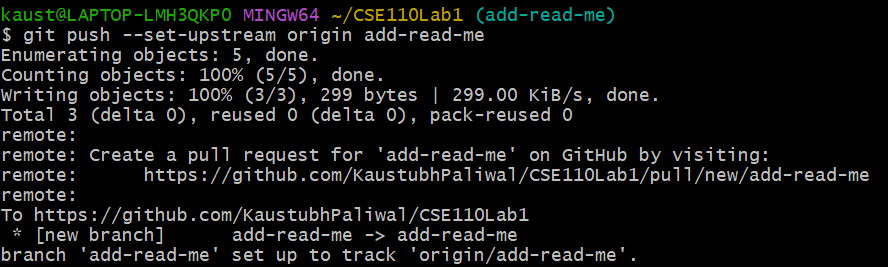 kaust@LAPTOP-LMH3QKP0 MINGW64 ~/CSE110Lab1 (add-read-me)
$ git push --set-upstream origin add-read-me
Enumerating objects: 5, done.
Counting objects: 100% (5/5), done.
Writing objects: 100% (3/3), 299 bytes | 299.00 KiB/s, done.
Total 3 (delta 0), reused 0 (delta 0), pack-reused 0
remote:
remote: Create a pull request for 'add-read-me' on GitHub by visiting:
remote:      https://github.com/KaustubhPaliwal/CSE110Lab1/pull/new/add-read-me
remote:
To https://github.com/KaustubhPaliwal/CSE110Lab1
 * [new branch]      add-read-me -> add-read-me
branch 'add-read-me' set up to track 'origin/add-read-me'.